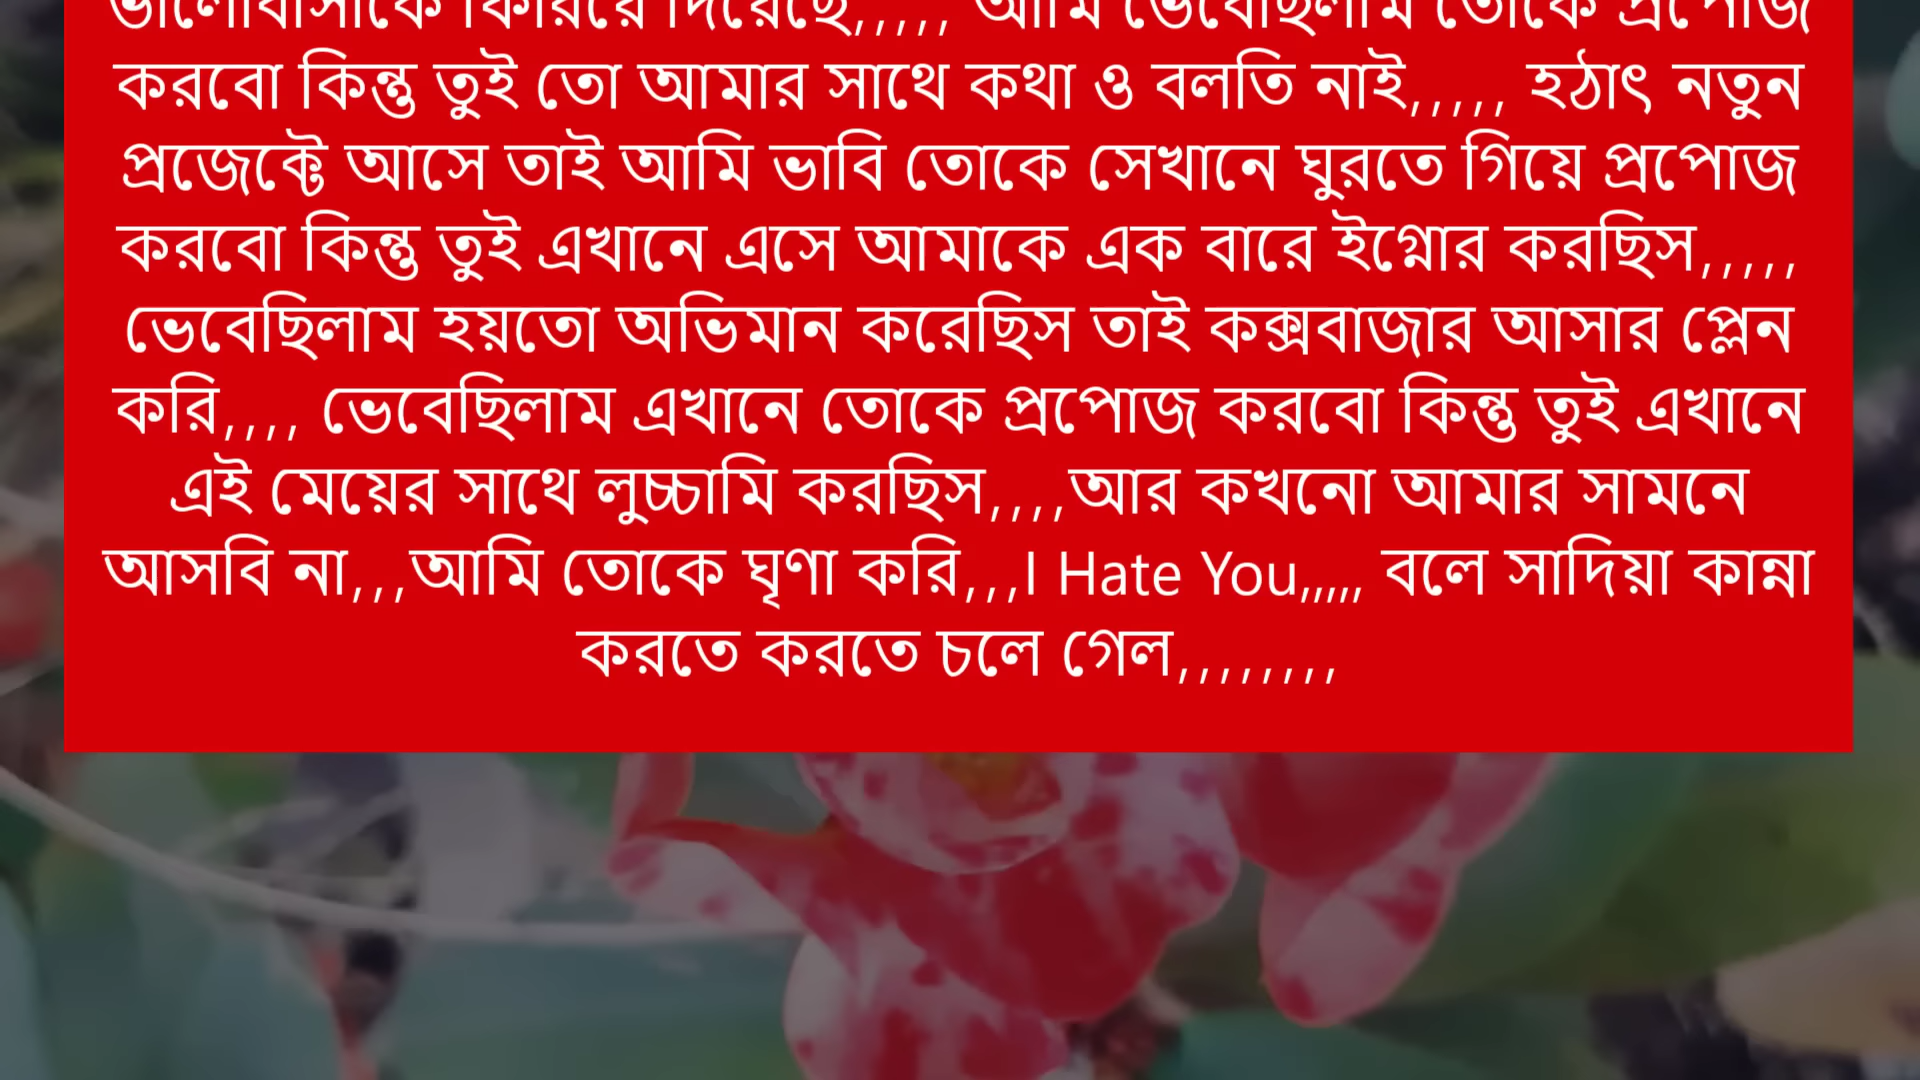 ভালোবাসাকে ফিরিয়ে দিয়েছে,,,,, আমি ভেবেছিলাম তোকে প্রপোজ
করবো কিন্তু তুই তো আমার সাথে কথা ও বলতি নাই,,,,, হঠাৎ নতুন
প্রজেক্টে আসে তাই আমি ভাবি তোকে সেখানে ঘুরতে গিয়ে প্রপোজ
করবো কিন্তু তুই এখানে এসে আমাকে এক বারে ইগ্নোর করছিস,,,,,
ভেবেছিলাম হয়তো অভিমান করেছিস তাই কক্সবাজার আসার প্লেন
করি,,,, ভেবেছিলাম এখানে তোকে প্রপোজ করবো কিন্তু তুই এখানে
এই মেয়ের সাথে লুচ্চামি করছিস,,,,আর কখনো আমার সামনে
আসবি না,,,আমি তোকে ঘৃণা করি,,,I Hate You,,,,, বলে সাদিয়া কান্না
করতে করতে চলে গেল,,,,,,,,